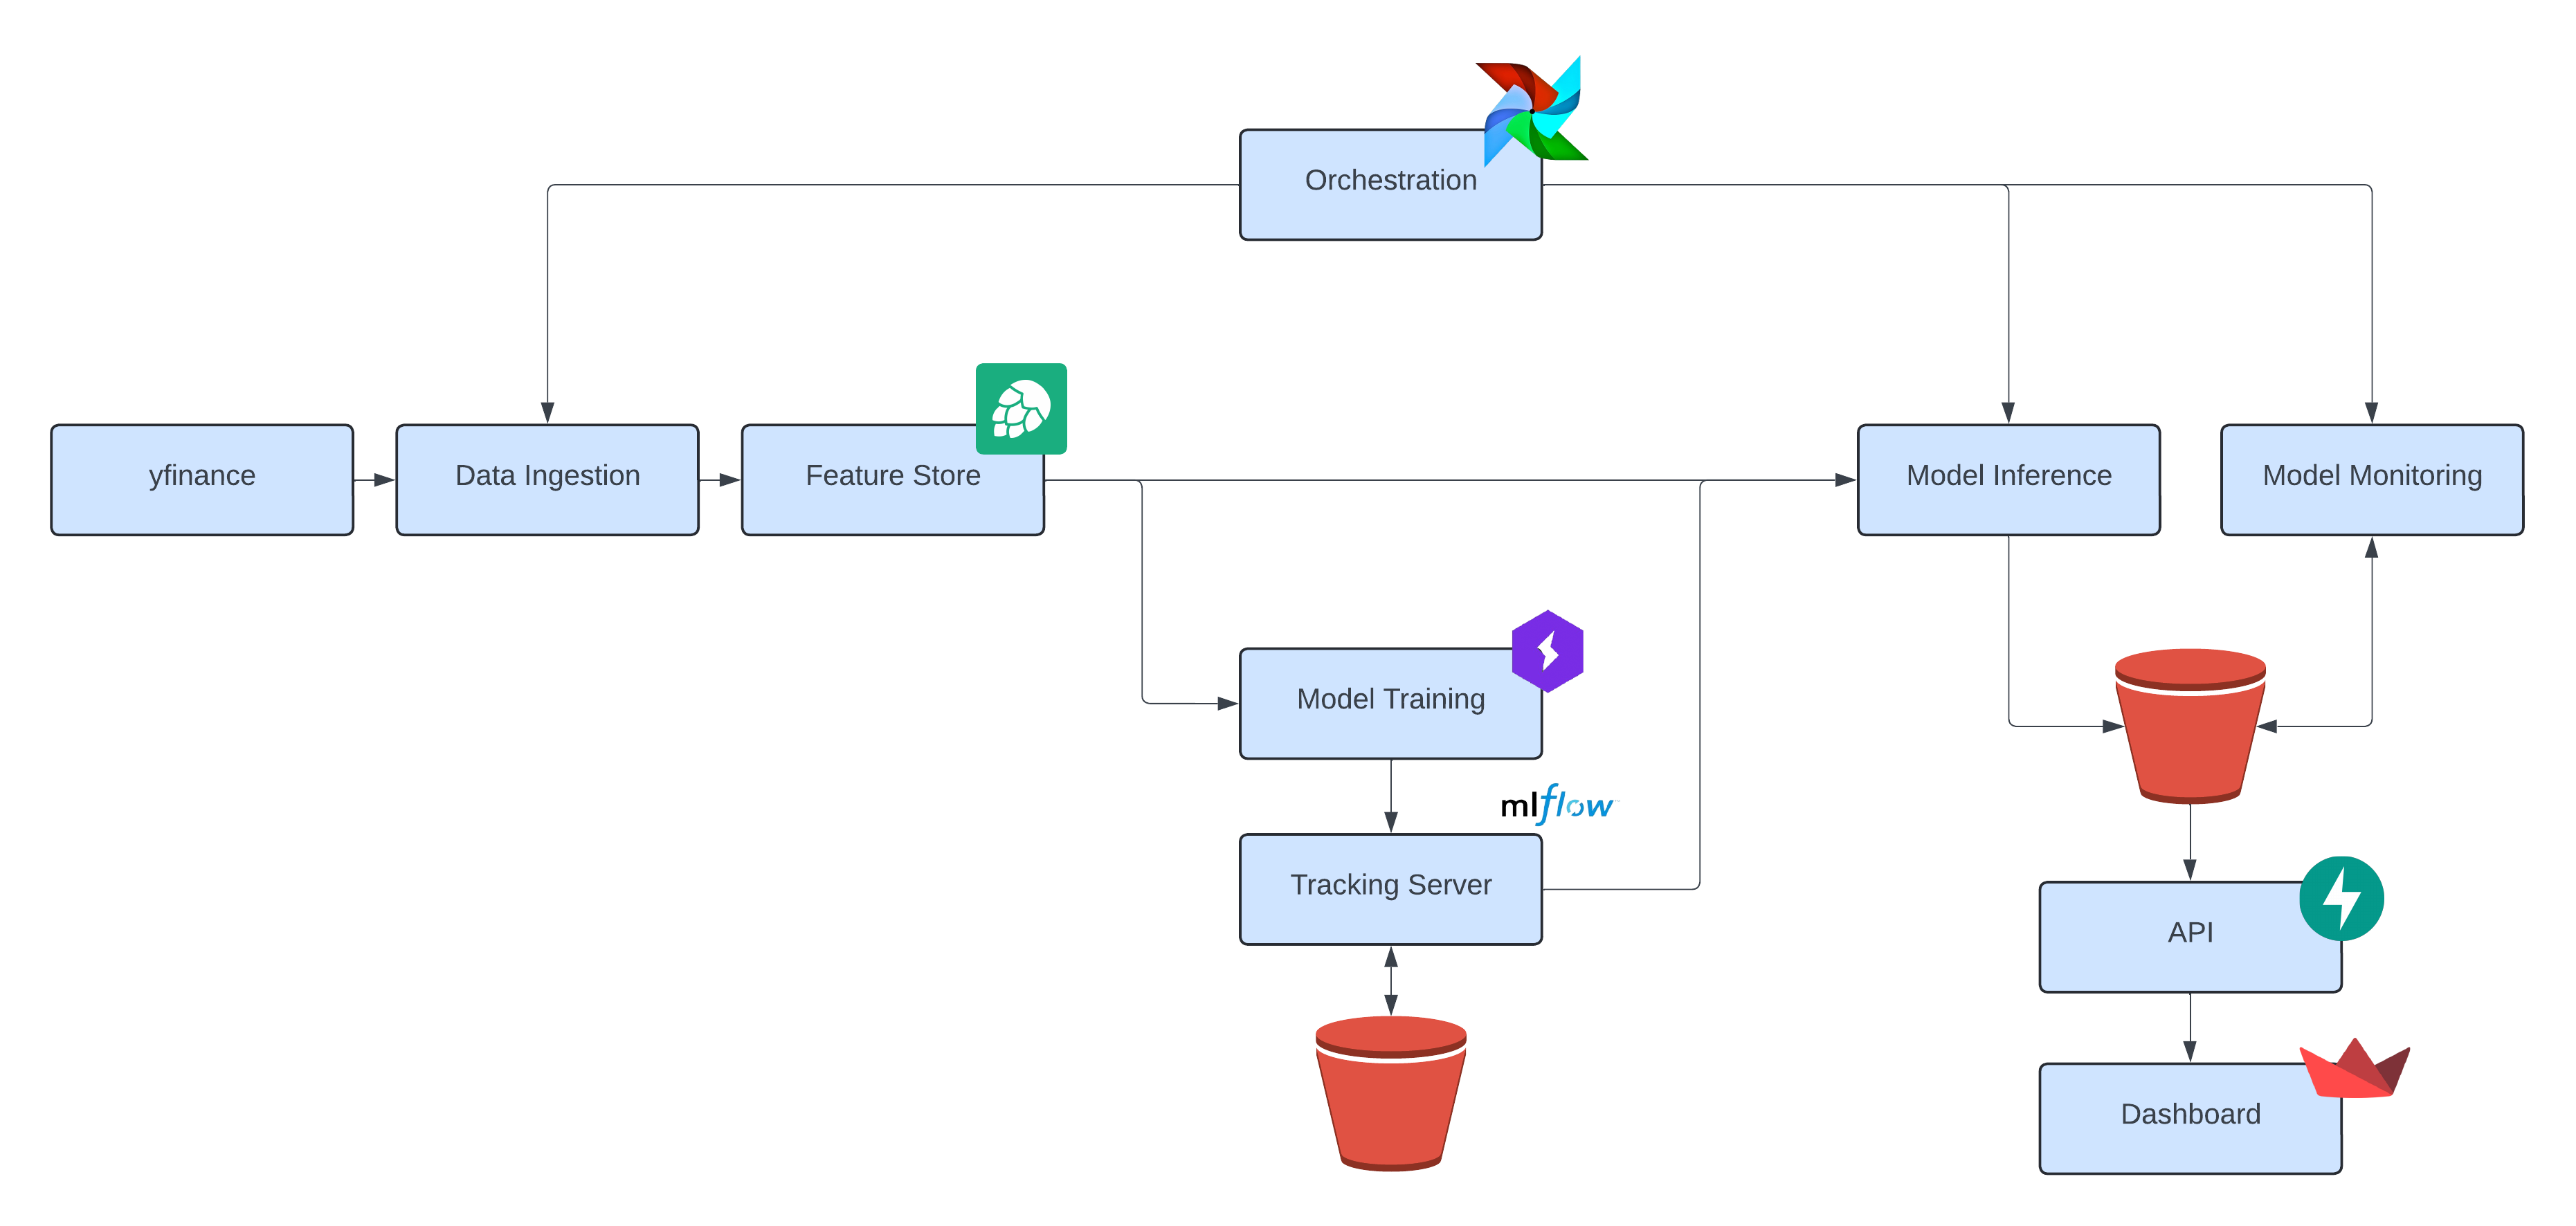 Orchestration
yfinance
Data Ingestion
Feature Store
Model Inference
Model Monitoring
Model Training
mlflow
Tracking Server
API
Dashboard